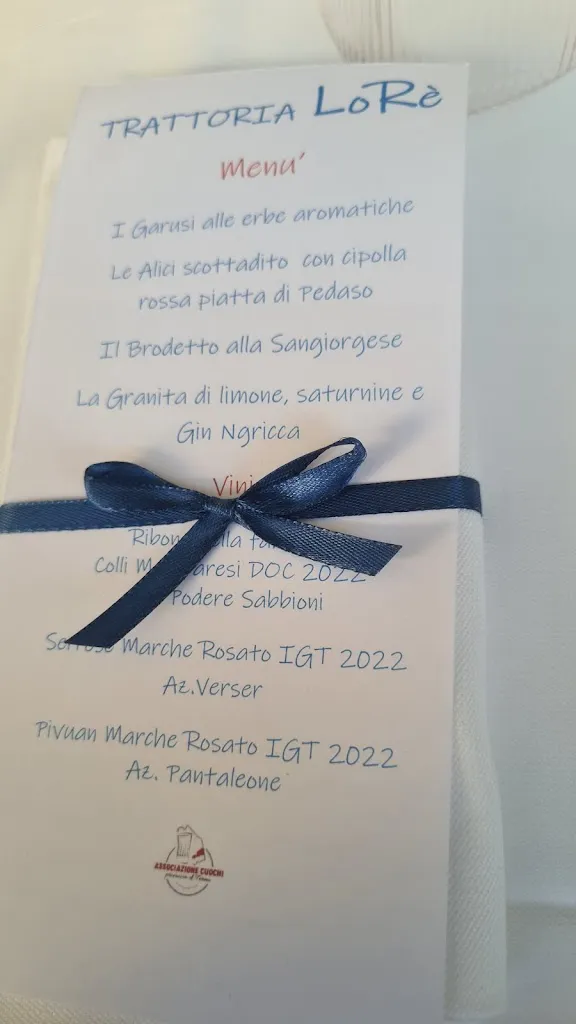 TRATTORIA LoRè
Menu'
I Garusi alle erbe aromatiche
Le Alici scottadito con cipolla
rossa piatta di Pedaso
Il Brodetto alla Sangiorgese
La Granita di limone, saturnine e
Gin Ngricca
Vini
Colli DOC 2022
Podere Sabbioni
Marche Rosato IGT 2022
Az.Verser
Pivuan Marche Rosato IGT 2022
Az. Pantaleone
ASSOCIAZIONE CUOCHI